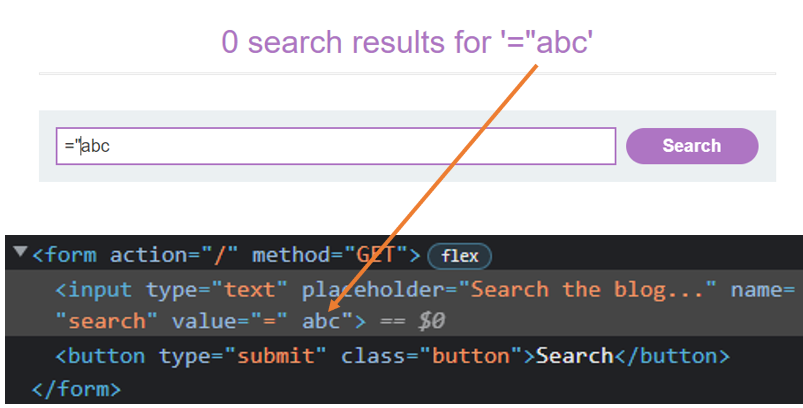 0 search results for '="abc'
="abc
Search
▼<form action="/" method="GET"> flex
<input type="text" placeholder="Search the blog..." name=
"search" value="=" abc"> == $0
<button type="submit" class="button">Search</button>
</form>